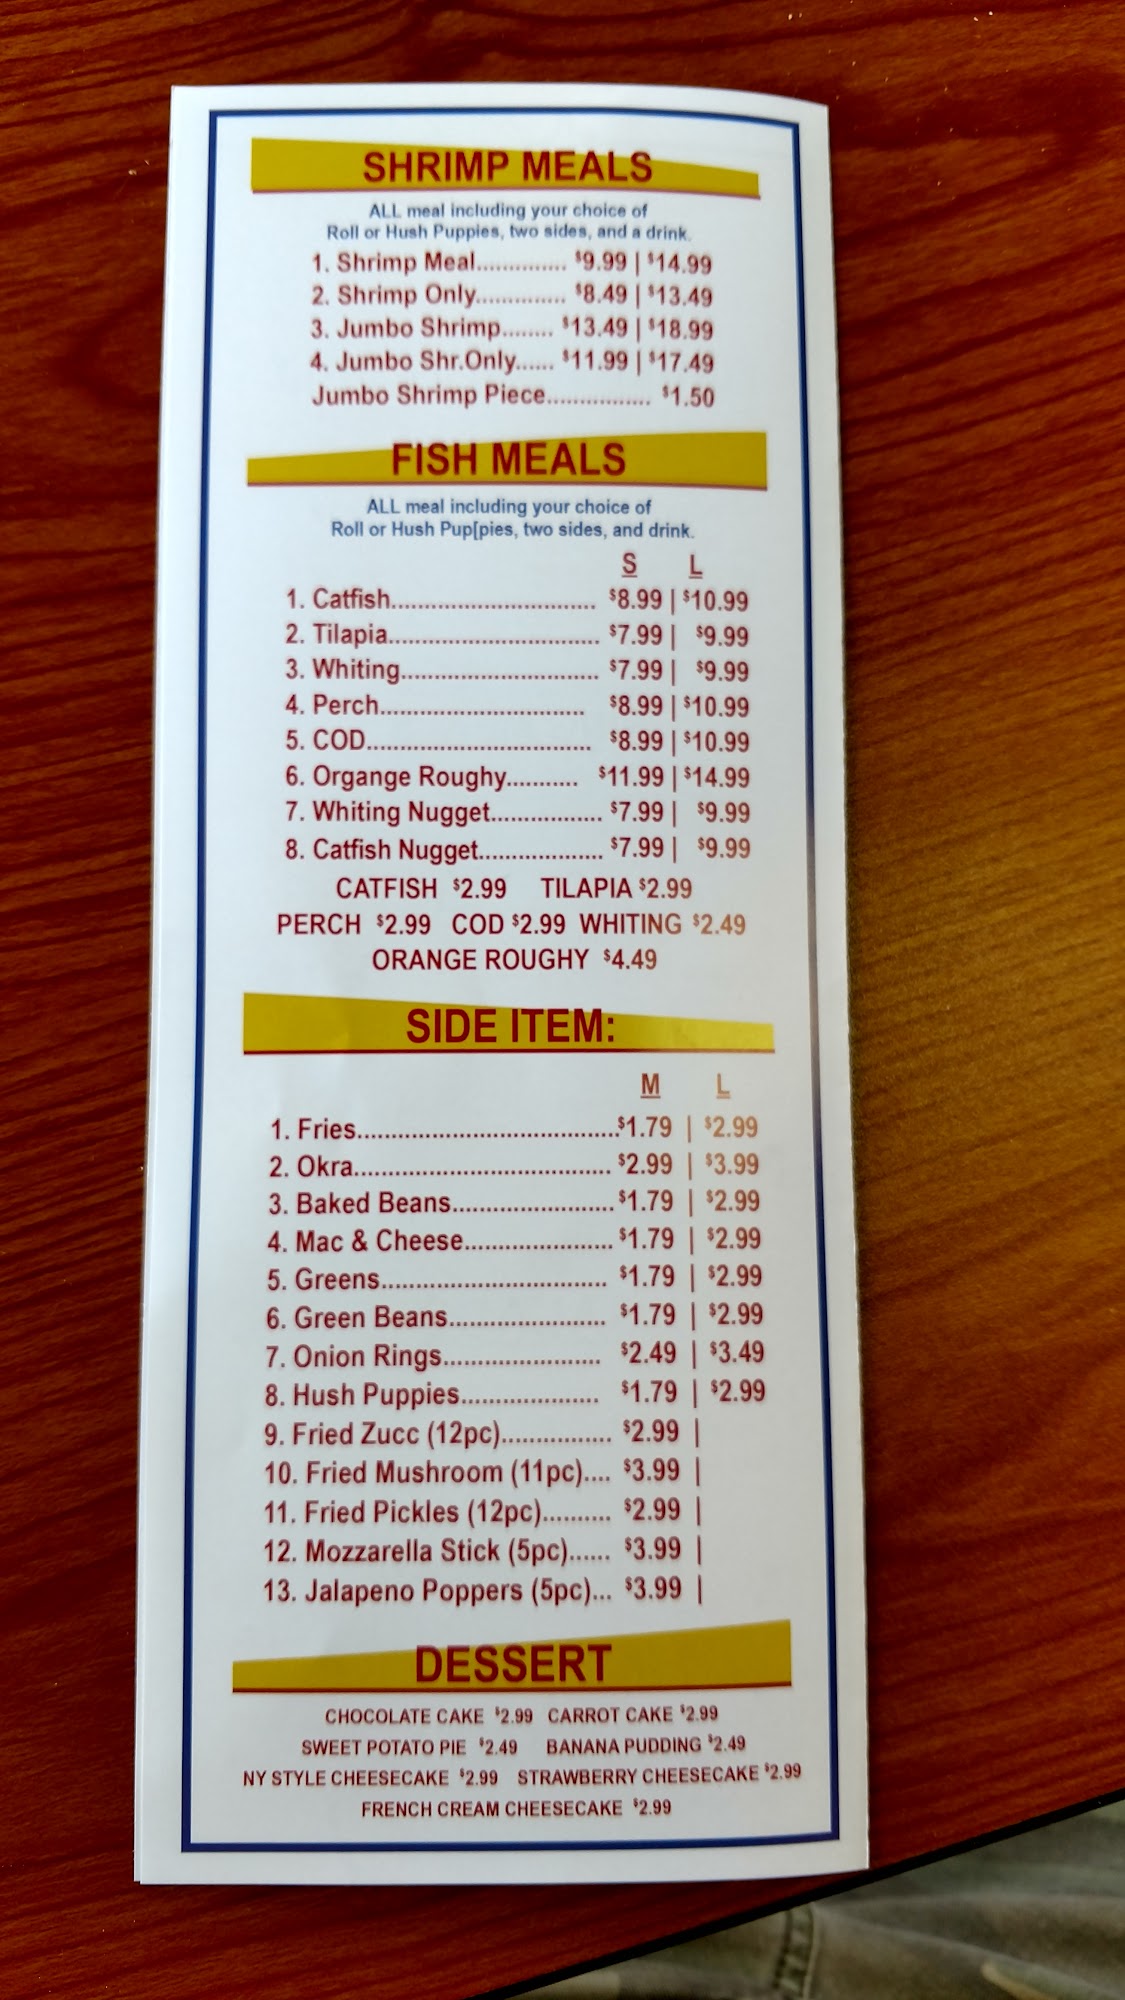 SHRIMP MEALS
ALL meal including your choice of
Roll or Hush Puppies, two sides, and a drink.
1. Shrimp Meal.............. $9.99 | $14.99
2. Shrimp Only.............. $8.49 | $13.49
3. Jumbo Shrimp........ $13.49 | $18.99
4. Jumbo Shr.Only...... $11.99 | $17.49
Jumbo Shrimp Piece................ $1.50
FISH MEALS
ALL meal including your choice of
Roll or Hush Pup[pies, two sides, and drink.
S L
1. Catfish............................... $8.99 | $10.99
2. Tilapia................................ $7.99 | $9.99
3. Whiting.............................. $7.99 | $9.99
4. Perch............................... $8.99 | $10.99
5. COD.................................. $8.99 | $10.99
6. Organge Roughy........... $11.99 | $14.99
7. Whiting Nugget................. $7.99 | $9.99
8. Catfish Nugget................... $7.99 | $9.99
CATFISH $2.99 TILAPIA $2.99
PERCH $2.99 COD $2.99 WHITING $2.49
ORANGE ROUGHY $4.49
SIDE ITEM:
M L
1. Fries.......................................$1.79 | $2.99
2. Okra...................................... $2.99 | $3.99
3. Baked Beans........................ $1.79 | $2.99
4. Mac & Cheese...................... $1.79 | $2.99
5. Greens.................................. $1.79 | $2.99
6. Green Beans....................... $1.79 | $2.99
7. Onion Rings........................ $2.49 | $3.49
8. Hush Puppies..................... $1.79 | $2.99
9. Fried Zucc (12pc)................ $2.99 |
10. Fried Mushroom (11pc).... $3.99 |
11. Fried Pickles (12pc).......... $2.99 |
12. Mozzarella Stick (5pc)...... $3.99 |
13. Jalapeno Poppers (5pc)... $3.99 |
DESSERT
CHOCOLATE CAKE $2.99 CARROT CAKE $2.99
SWEET POTATO PIE $2.49 BANANA PUDDING $2.49
NY STYLE CHEESECAKE $2.99 STRAWBERRY CHEESECAKE $2.99
FRENCH CREAM CHEESECAKE $2.99